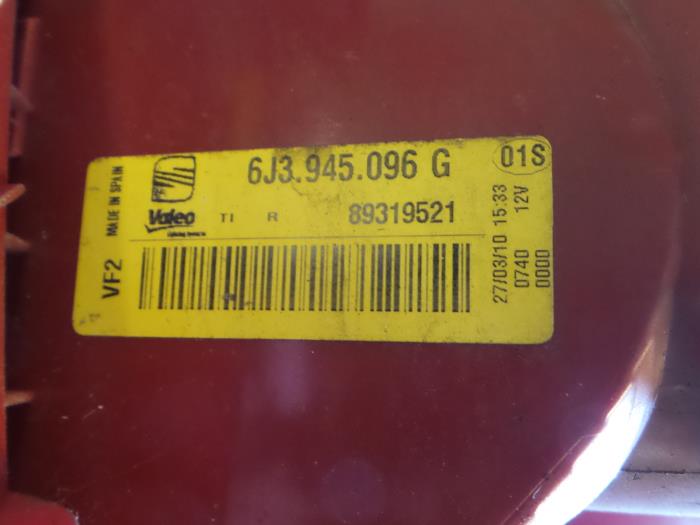 6J3.945.096 G
01S
Valeo TI R 89319521
MADE IN SPAIN
VF2
27/03/10 15:33
0740 12V
0000